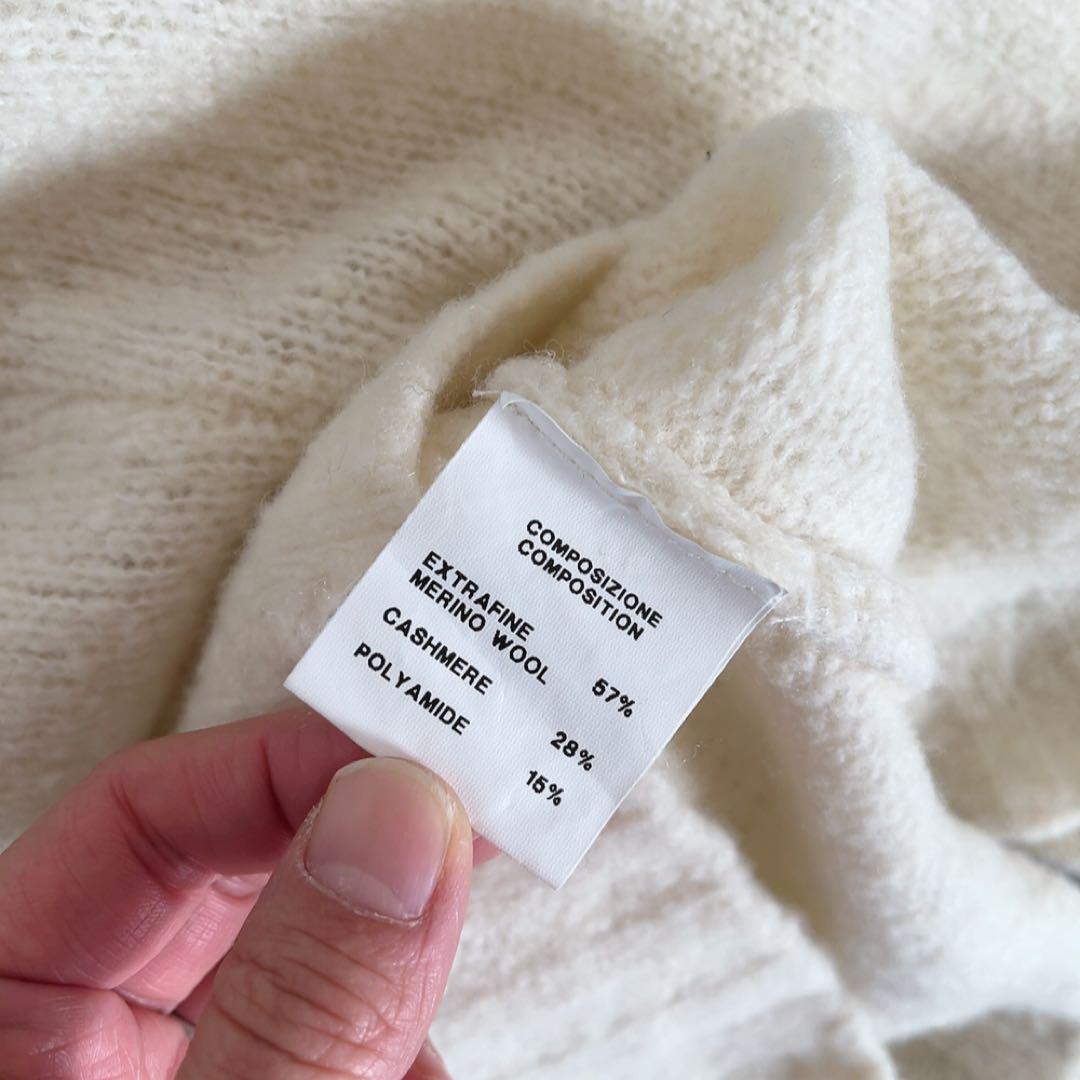 COMPOSIZIONE
COMPOSITION
EXTRAFINE
MERINO WOOL 57%
CASHMERE 28%
POLYAMIDE 15%